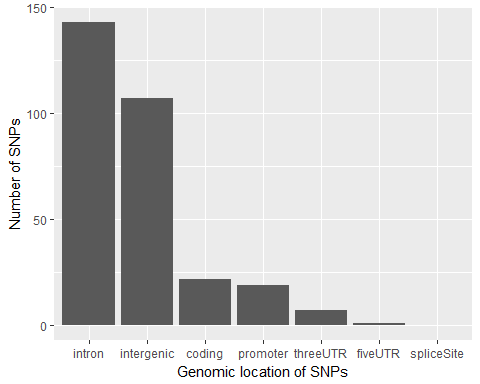 150
100
50
0
Number of SNPs
intron intergenic coding promoter threeUTR fiveUTR spliceSite
Genomic location of SNPs